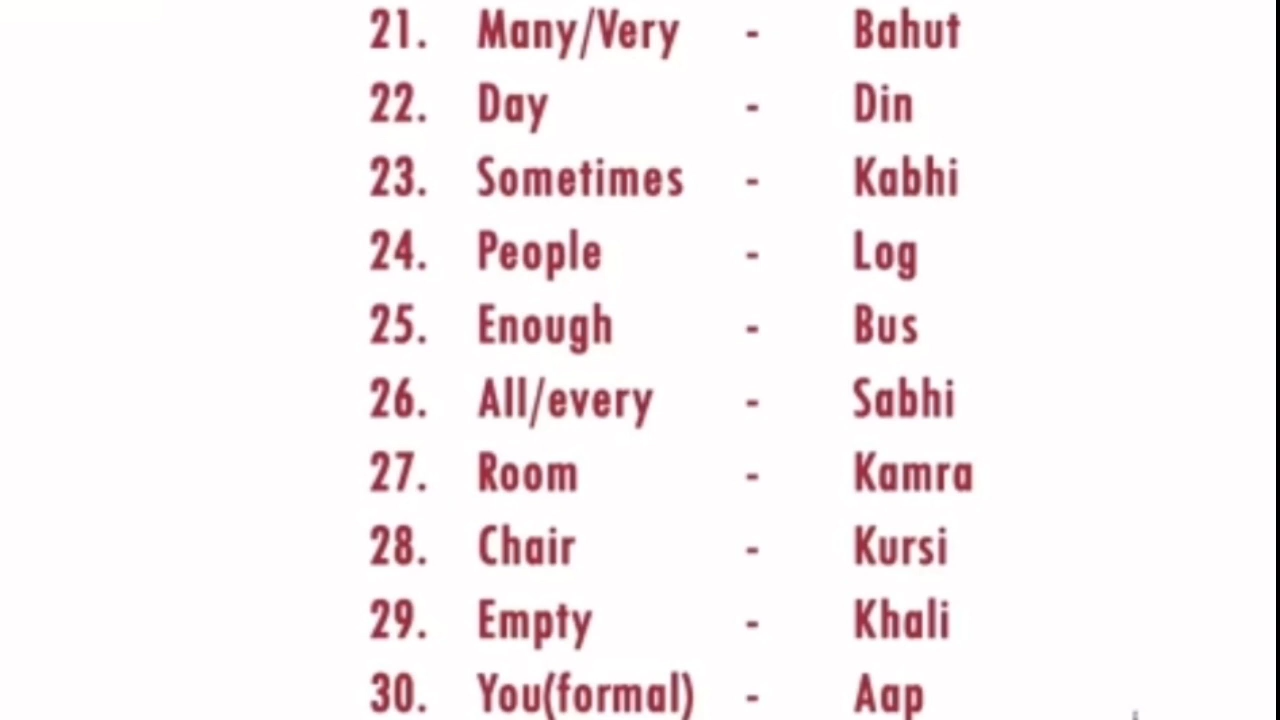 21. Many/Very - Bahut
22. Day - Din
23. Sometimes - Kabhi
24. People - Log
25. Enough - Bus
26. All/every - Sabhi
27. Room - Kamra
28. Chair - Kursi
29. Empty - Khali
30. You(formal) - Aap